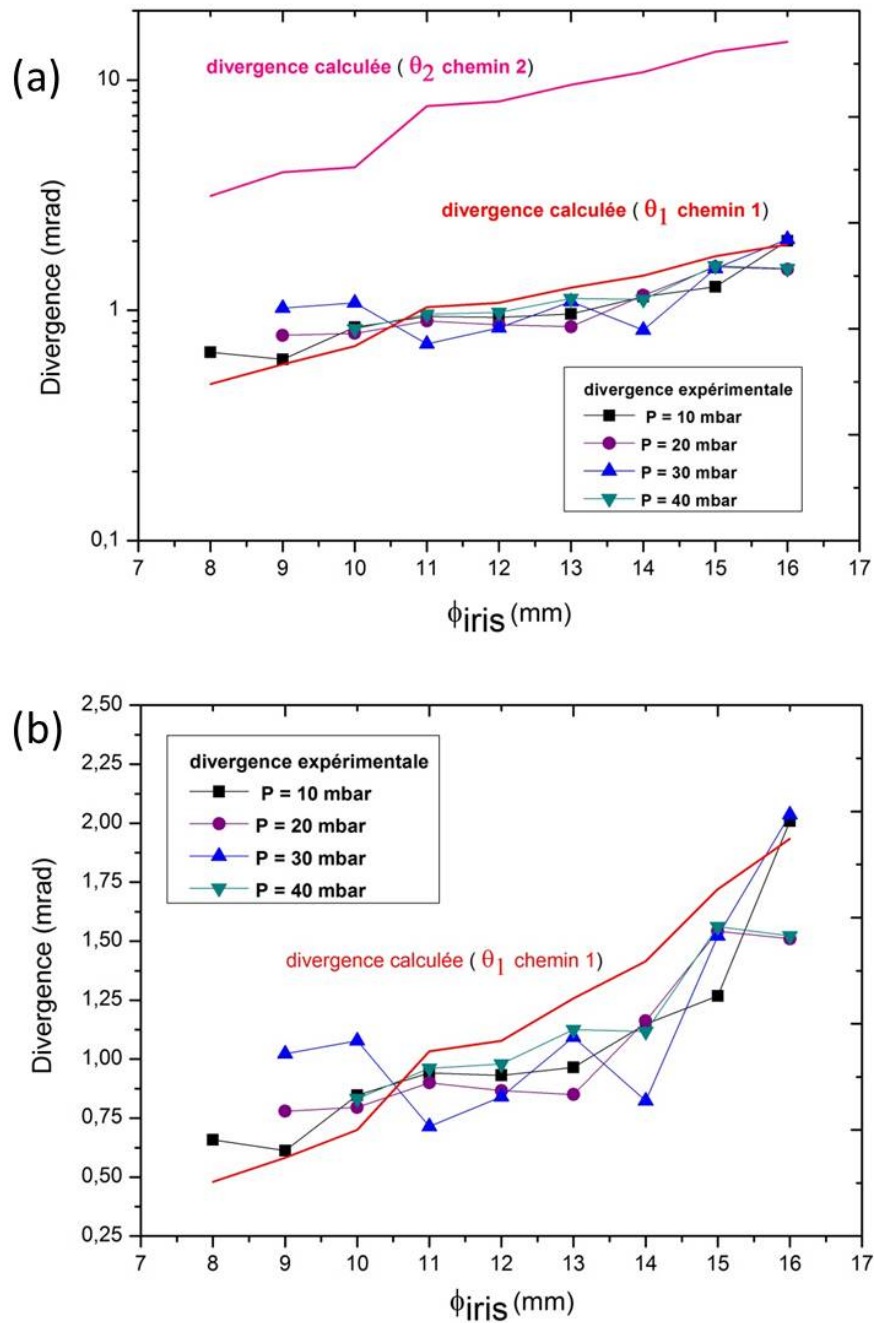 (a)
divergence calculée ( θ2 chemin 2)
divergence calculée ( θ1 chemin 1)
Divergence (mrad)
10
1
0,1
divergence expérimentale
P = 10 mbar
P = 20 mbar
P = 30 mbar
P = 40 mbar
7 8 9 10 11 12 13 14 15 16 17
ϕiris (mm)
(b)
2,50
2,25
2,00
1,75
1,50
1,25
1,00
0,75
0,50
0,25
Divergence (mrad)
divergence expérimentale
P = 10 mbar
P = 20 mbar
P = 30 mbar
P = 40 mbar
divergence calculée ( θ1 chemin 1)
7 8 9 10 11 12 13 14 15 16 17
ϕiris (mm)